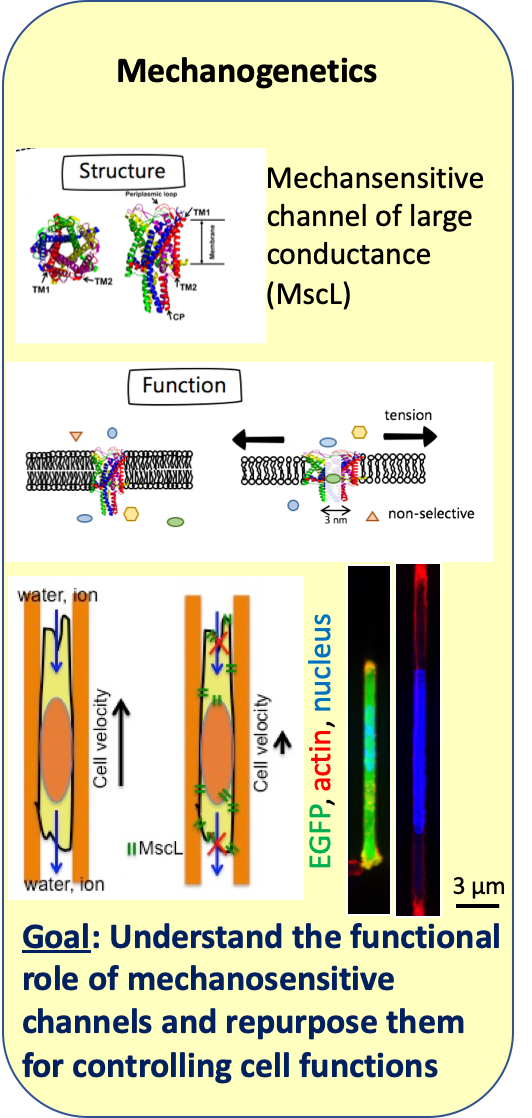 Mechanogenetics
Structure
Periplasmic loop
TM1
Membrane
TM2
TM1
TM2
CP
Mechansensitive
channel of large
conductance
(MscL)
Function
tension
3 nm
non-selective
water, ion
water, ion
Cell velocity
Cell velocity
MscL
water, ion
EGFP, actin, nucleus
3 μm
Goal: Understand the functional
role of mechanosensitive
channels and repurpose them
for controlling cell functions